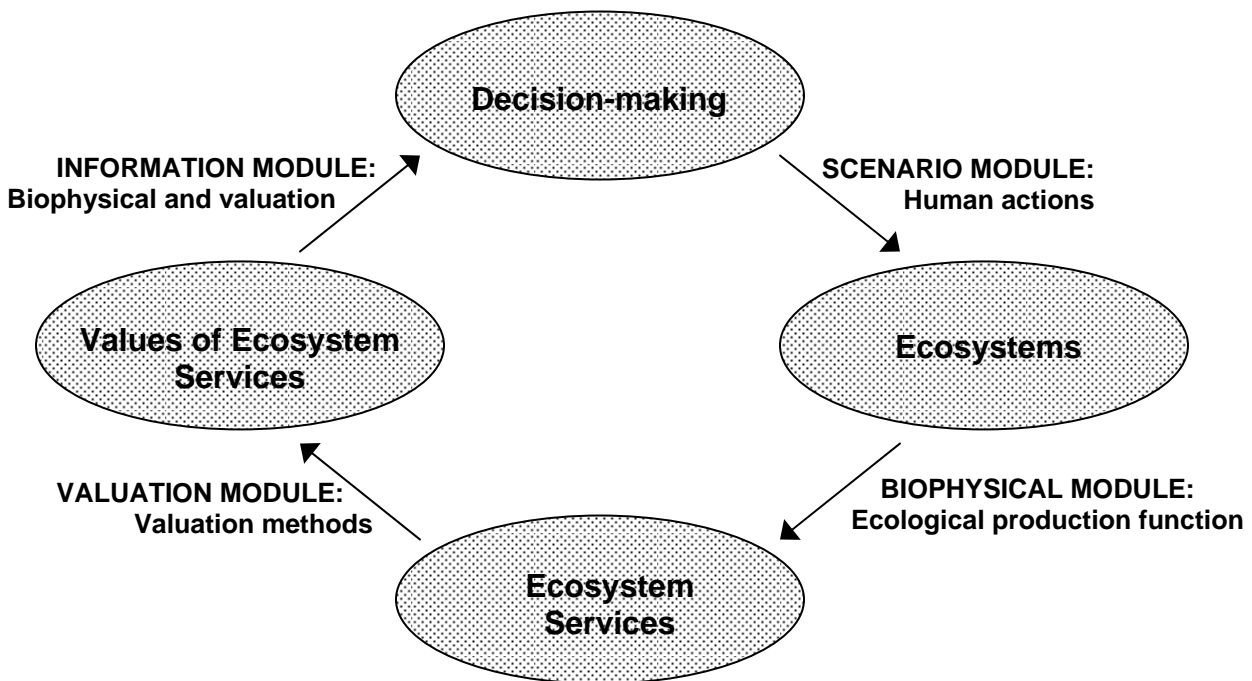 Decision-making
INFORMATION MODULE:
Biophysical and valuation
SCENARIO MODULE:
Human actions
Values of Ecosystem
Services
Ecosystems
VALUATION MODULE:
Valuation methods
BIOPHYSICAL MODULE:
Ecological production function
Ecosystem
Services